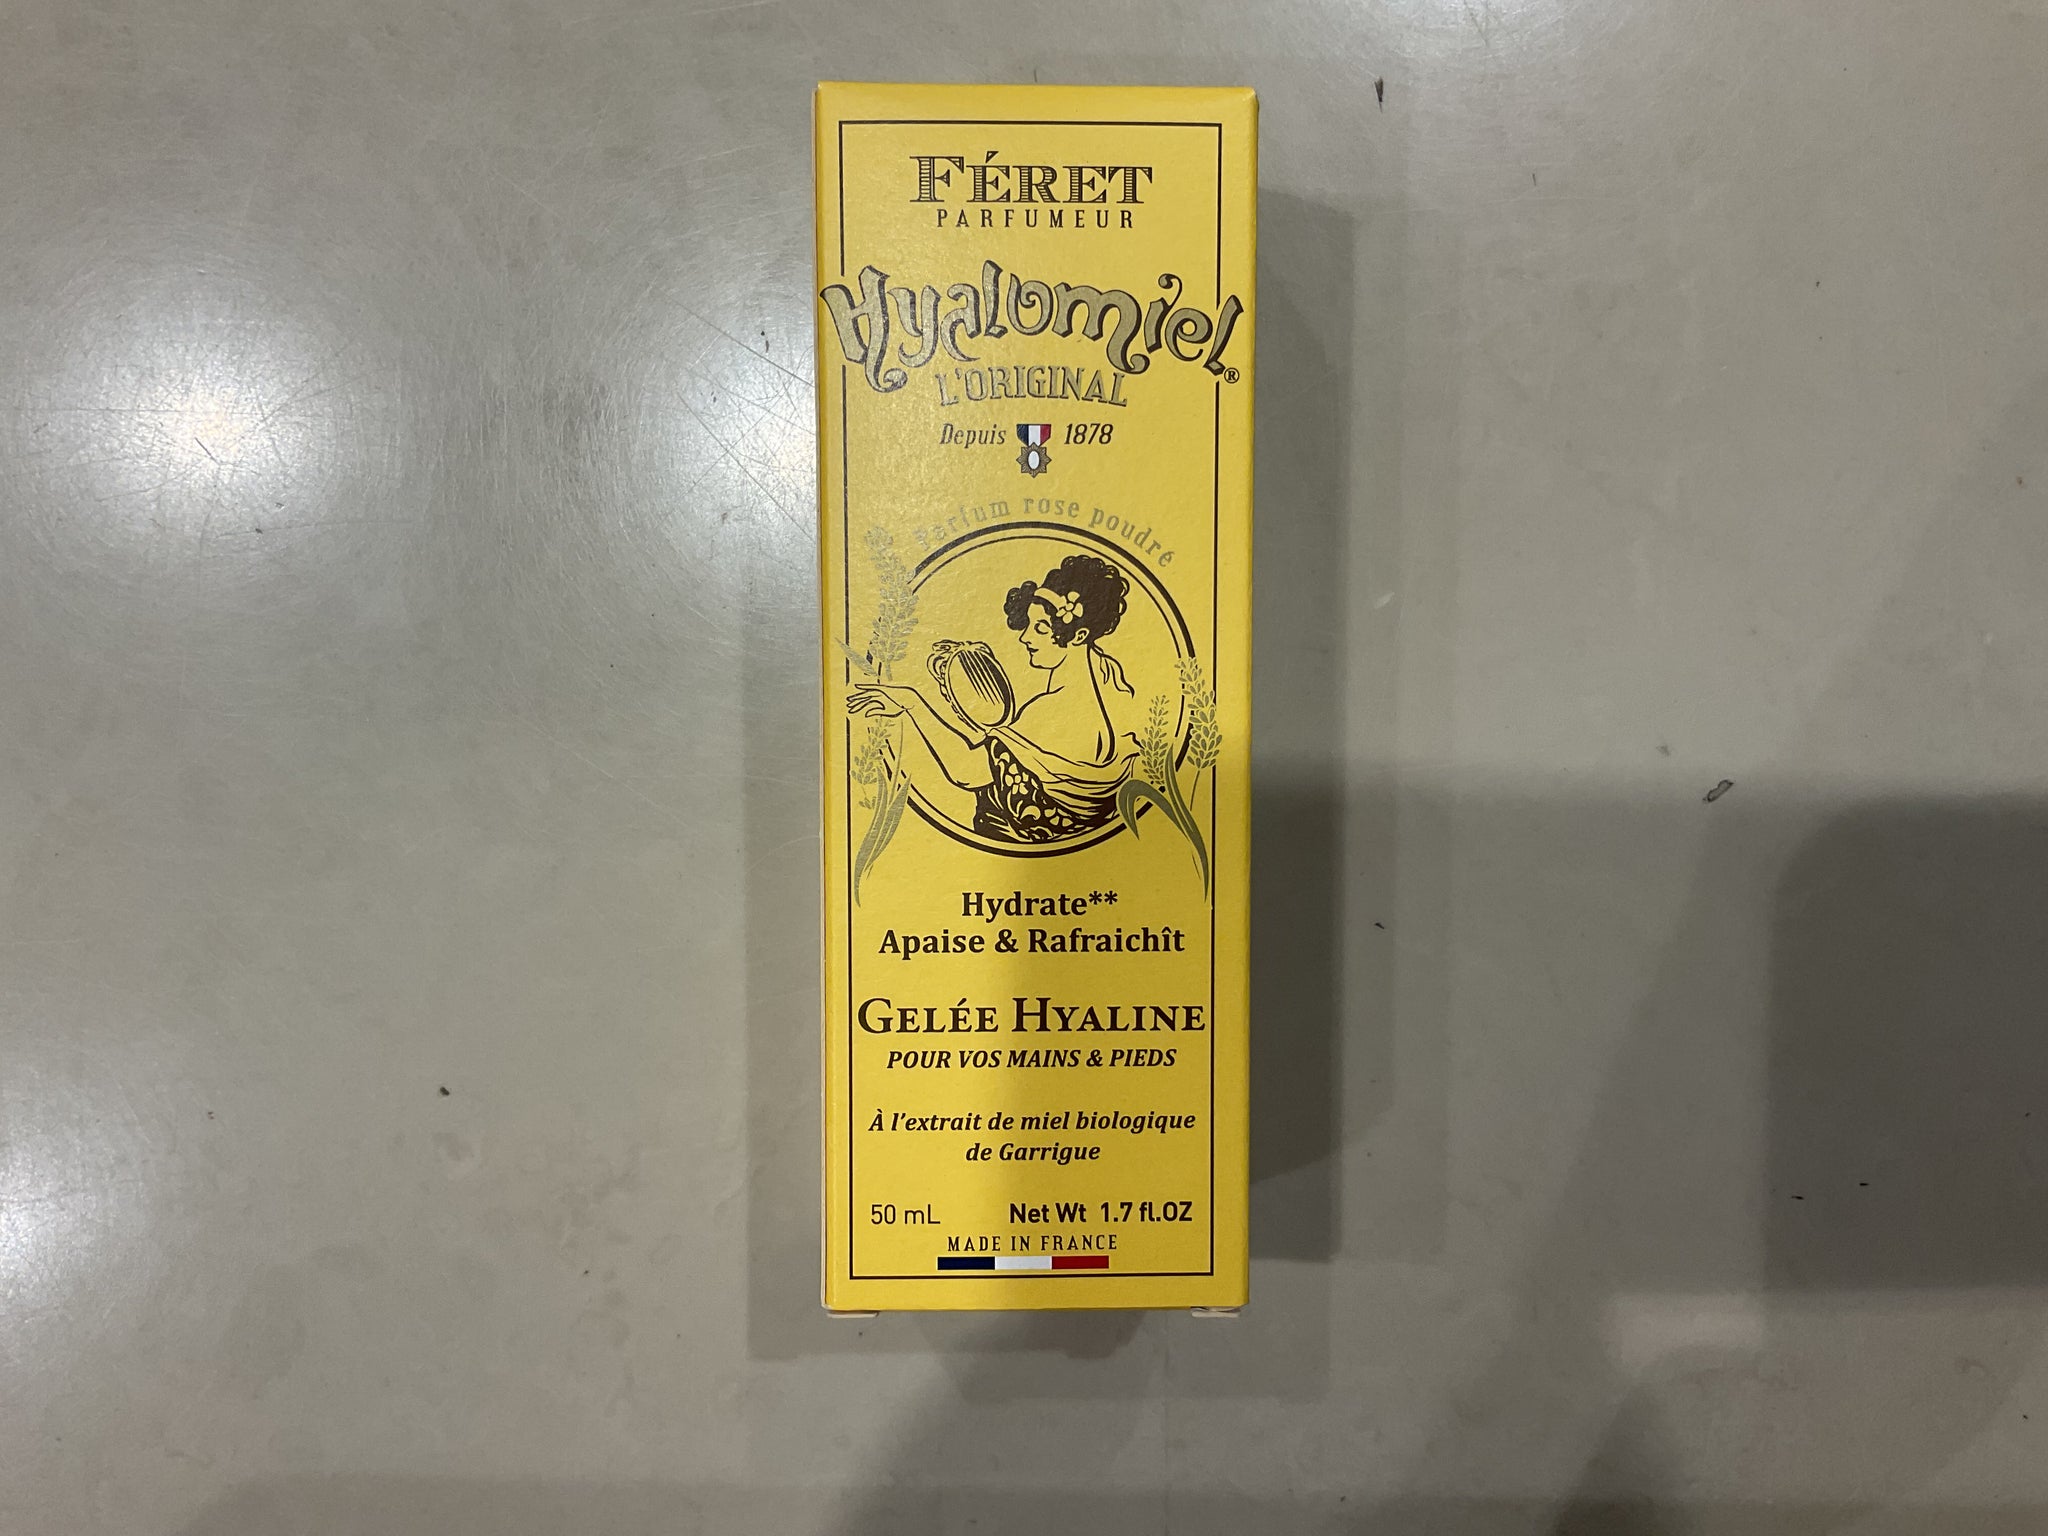 FÉRET
PARFUMEUR
Hyalomiel®
L'ORIGINAL
Depuis 1878
Parfum rose poudré
Hydrate**
Apaise & Rafraichît
GELÉE HYALINE
POUR VOS MAINS & PIEDS
À l'extrait de miel biologique
de Garrigue
50 mL Net Wt 1.7 fl.OZ
MADE IN FRANCE